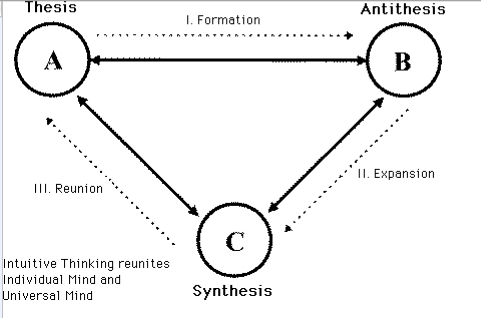 Thesis
I. Formation
Antithesis
A
B
II. Expansion
III. Reunion
C
Intuitive Thinking reunites
Individual Mind and
Universal Mind
Synthesis